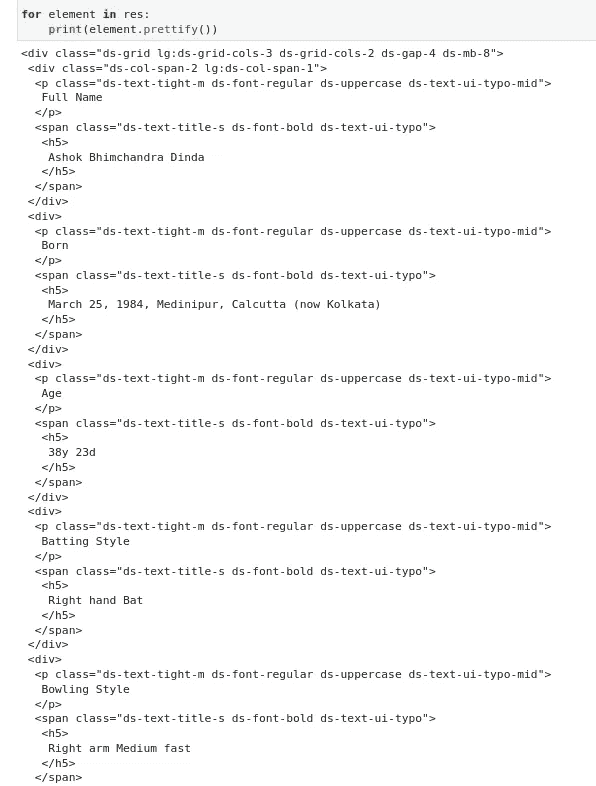 for element in res:
    print(element.prettify())
<div class="ds-grid lg:ds-grid-cols-3 ds-grid-cols-2 ds-gap-4 ds-mb-8">
 <div class="ds-col-span-2 lg:ds-col-span-1">
  <p class="ds-text-tight-m ds-font-regular ds-uppercase ds-text-ui-typo-mid">
   Full Name
  </p>
  <span class="ds-text-title-s ds-font-bold ds-text-ui-typo">
   <h5>
    Ashok Bhimchandra Dinda
   </h5>
  </span>
 </div>
 <div>
  <p class="ds-text-tight-m ds-font-regular ds-uppercase ds-text-ui-typo-mid">
   Born
  </p>
  <span class="ds-text-title-s ds-font-bold ds-text-ui-typo">
   <h5>
    March 25, 1984, Medinipur, Calcutta (now Kolkata)
   </h5>
  </span>
 </div>
 <div>
  <p class="ds-text-tight-m ds-font-regular ds-uppercase ds-text-ui-typo-mid">
   Age
  </p>
  <span class="ds-text-title-s ds-font-bold ds-text-ui-typo">
   <h5>
    38y 23d
   </h5>
  </span>
 </div>
 <div>
  <p class="ds-text-tight-m ds-font-regular ds-uppercase ds-text-ui-typo-mid">
   Batting Style
  </p>
  <span class="ds-text-title-s ds-font-bold ds-text-ui-typo">
   <h5>
    Right hand Bat
   </h5>
  </span>
 </div>
 <div>
  <p class="ds-text-tight-m ds-font-regular ds-uppercase ds-text-ui-typo-mid">
   Bowling Style
  </p>
  <span class="ds-text-title-s ds-font-bold ds-text-ui-typo">
   <h5>
    Right arm Medium fast
   </h5>
  </span>